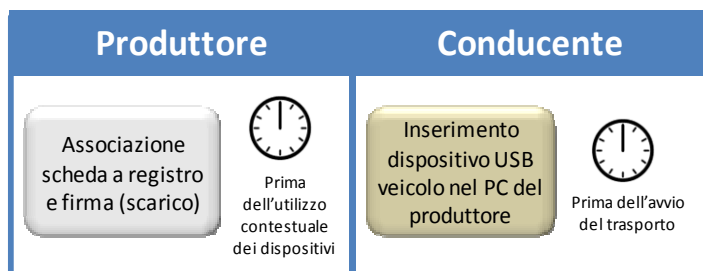 Produttore
Associazione
scheda a registro
e firma (scarico)
Prima
dell'utilizzo
contestuale
dei dispositivi
Conducente
Inserimento
dispositivo USB
veicolo nel PC del
produttore
Prima dell'avvio
del trasporto